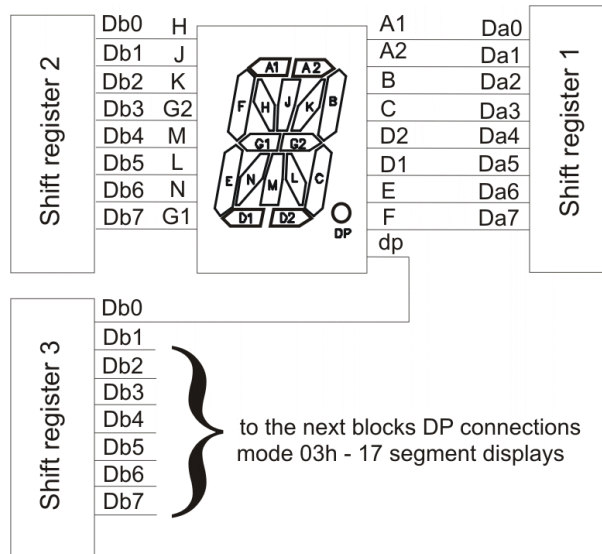 Shift register 2
Db0 H
Db1 J
Db2 K
Db3 G2
Db4 M
Db5 L
Db6 N
Db7 G1
A1 A2
F H J K B
G1 G2
E N M L C
D1 D2
DP
A1 Da0
A2 Da1
B Da2
C Da3
D2 Da4
D1 Da5
E Da6
F Da7
dp
Shift register 1
Shift register 3
Db0
Db1
Db2
Db3
Db4
Db5
Db6
Db7
to the next blocks DP connections
mode 03h - 17 segment displays